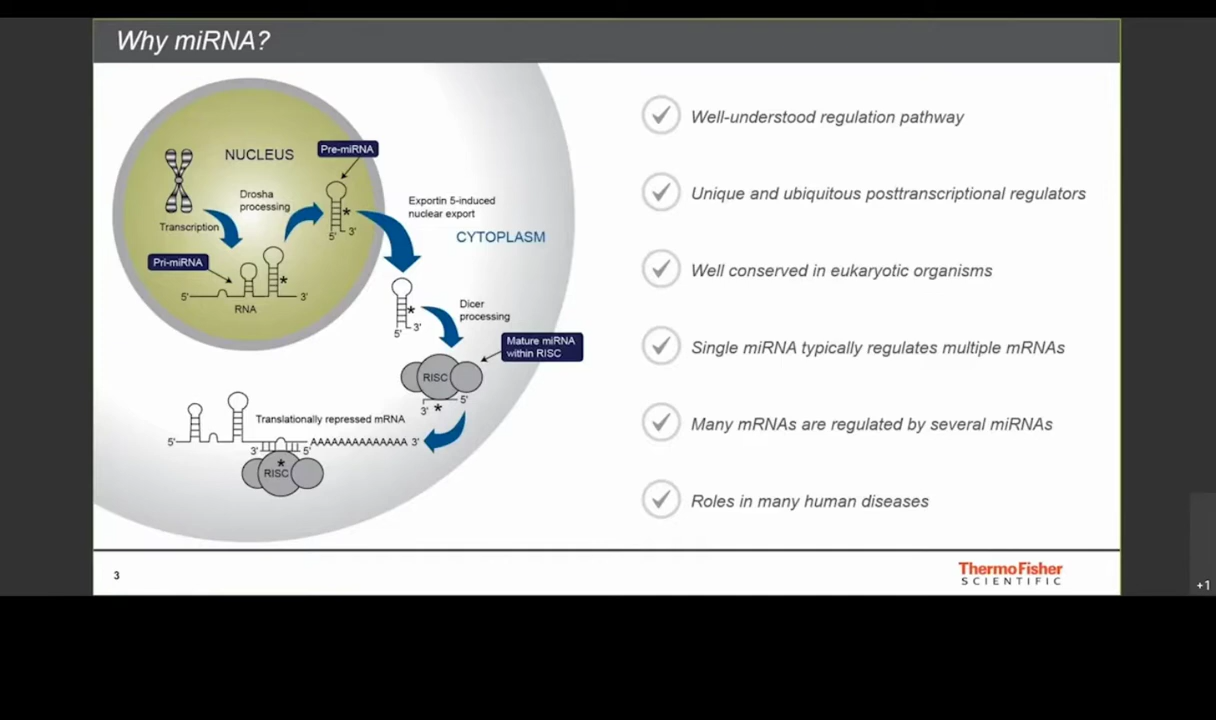 Why miRNA?
NUCLEUS
Pre-miRNA
Drosha
processing
Transcription
Pri-miRNA
*
5' 3'
*
5' 3'
RNA
Exportin 5-induced
nuclear export
CYTOPLASM
*
5' 3'
Dicer
processing
Mature miRNA
within RISC
RISC
3' * 5'
Translationally repressed mRNA
5' AAAAAAAAAAAAAA 3'
3' 5'
*
RISC
Well-understood regulation pathway
Unique and ubiquitous posttranscriptional regulators
Well conserved in eukaryotic organisms
Single miRNA typically regulates multiple mRNAs
Many mRNAs are regulated by several miRNAs
Roles in many human diseases
3
ThermoFisher
SCIENTIFIC
+1